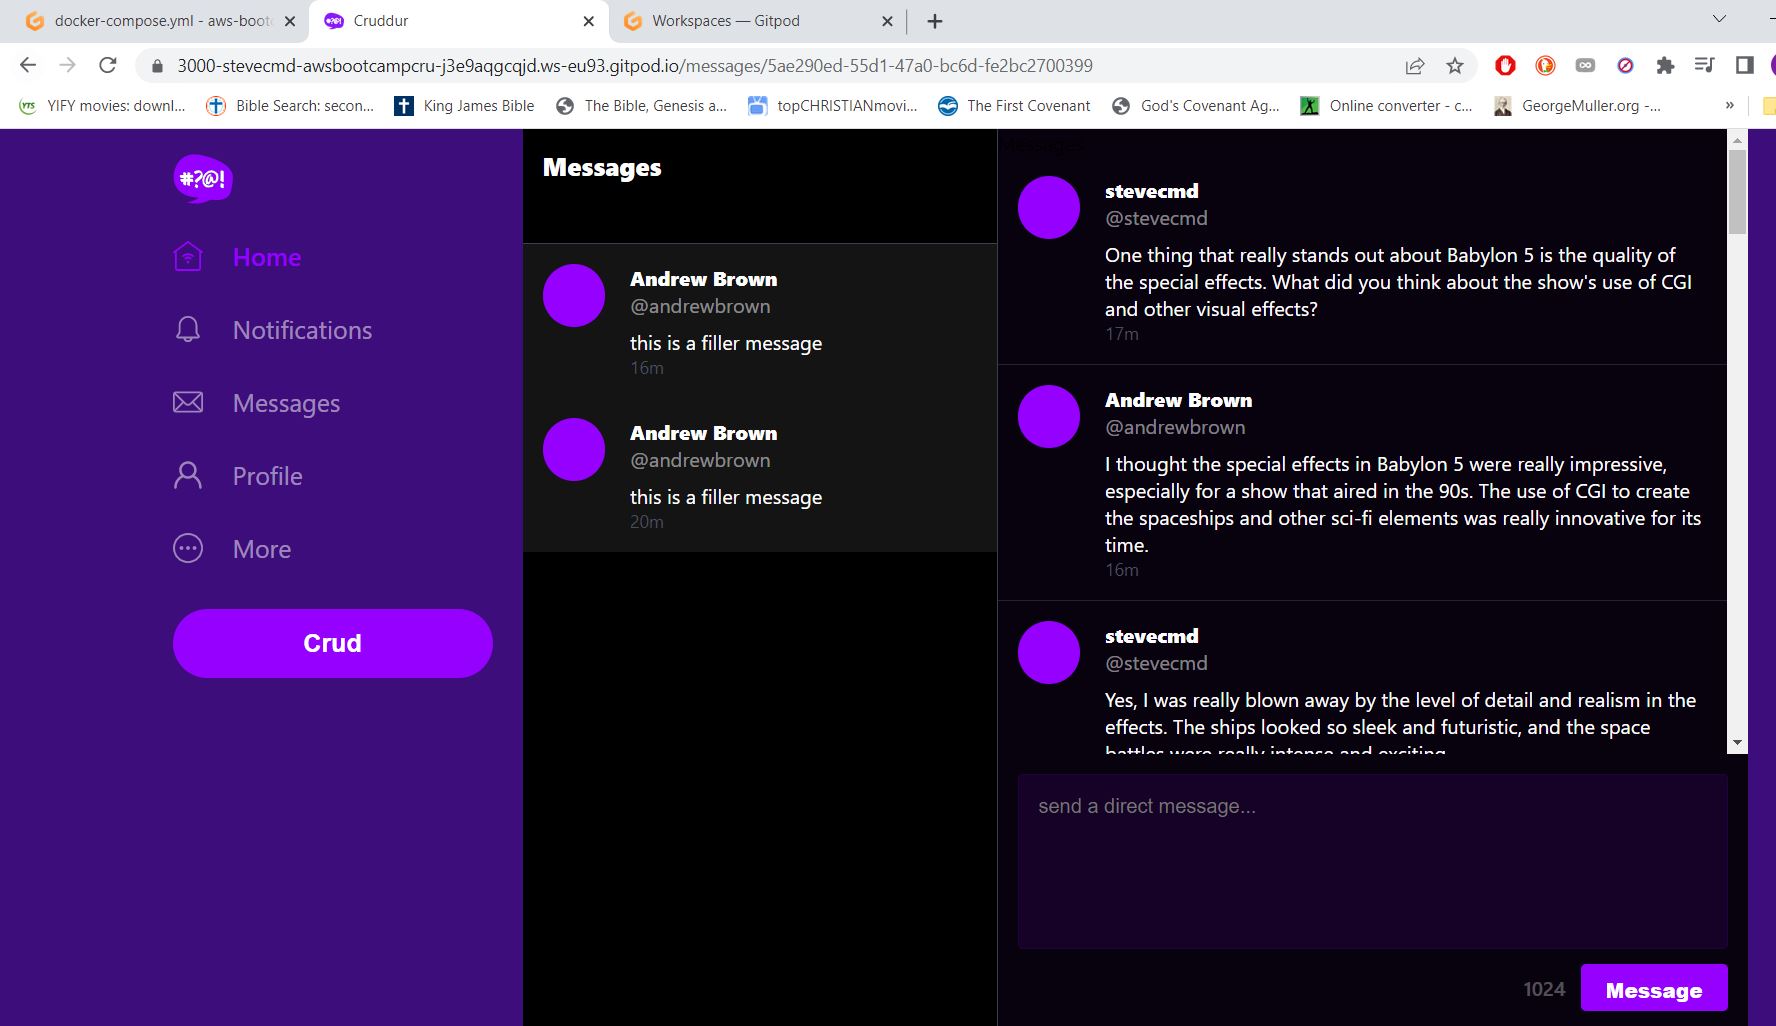 docker-compose.yml - aws-boot
Cruddur
Workspaces — Gitpod
3000-stevecmd-awsbootcampcru-j3e9aqgcqjd.ws-eu93.gitpod.io/messages/5ae290ed-55d1-47a0-bc6d-fe2bc2700399
YTS
YIFY movies: downl...
Bible Search: secon...
King James Bible
The Bible, Genesis a...
topCHRISTIANmovi...
The First Covenant
God's Covenant Ag...
Online converter - c...
GeorgeMuller.org -...
»
#?@!
Home
Notifications
Messages
Profile
More
Crud
Messages
Andrew Brown
@andrewbrown
this is a filler message
16m
Andrew Brown
@andrewbrown
this is a filler message
20m
Messages
stevecmd
@stevecmd
One thing that really stands out about Babylon 5 is the quality of
the special effects. What did you think about the show's use of CGI
and other visual effects?
17m
Andrew Brown
@andrewbrown
I thought the special effects in Babylon 5 were really impressive,
especially for a show that aired in the 90s. The use of CGI to create
the spaceships and other sci-fi elements was really innovative for its
time.
16m
stevecmd
@stevecmd
Yes, I was really blown away by the level of detail and realism in the
effects. The ships looked so sleek and futuristic, and the space
battles were really intense and exciting.
send a direct message...
1024
Message